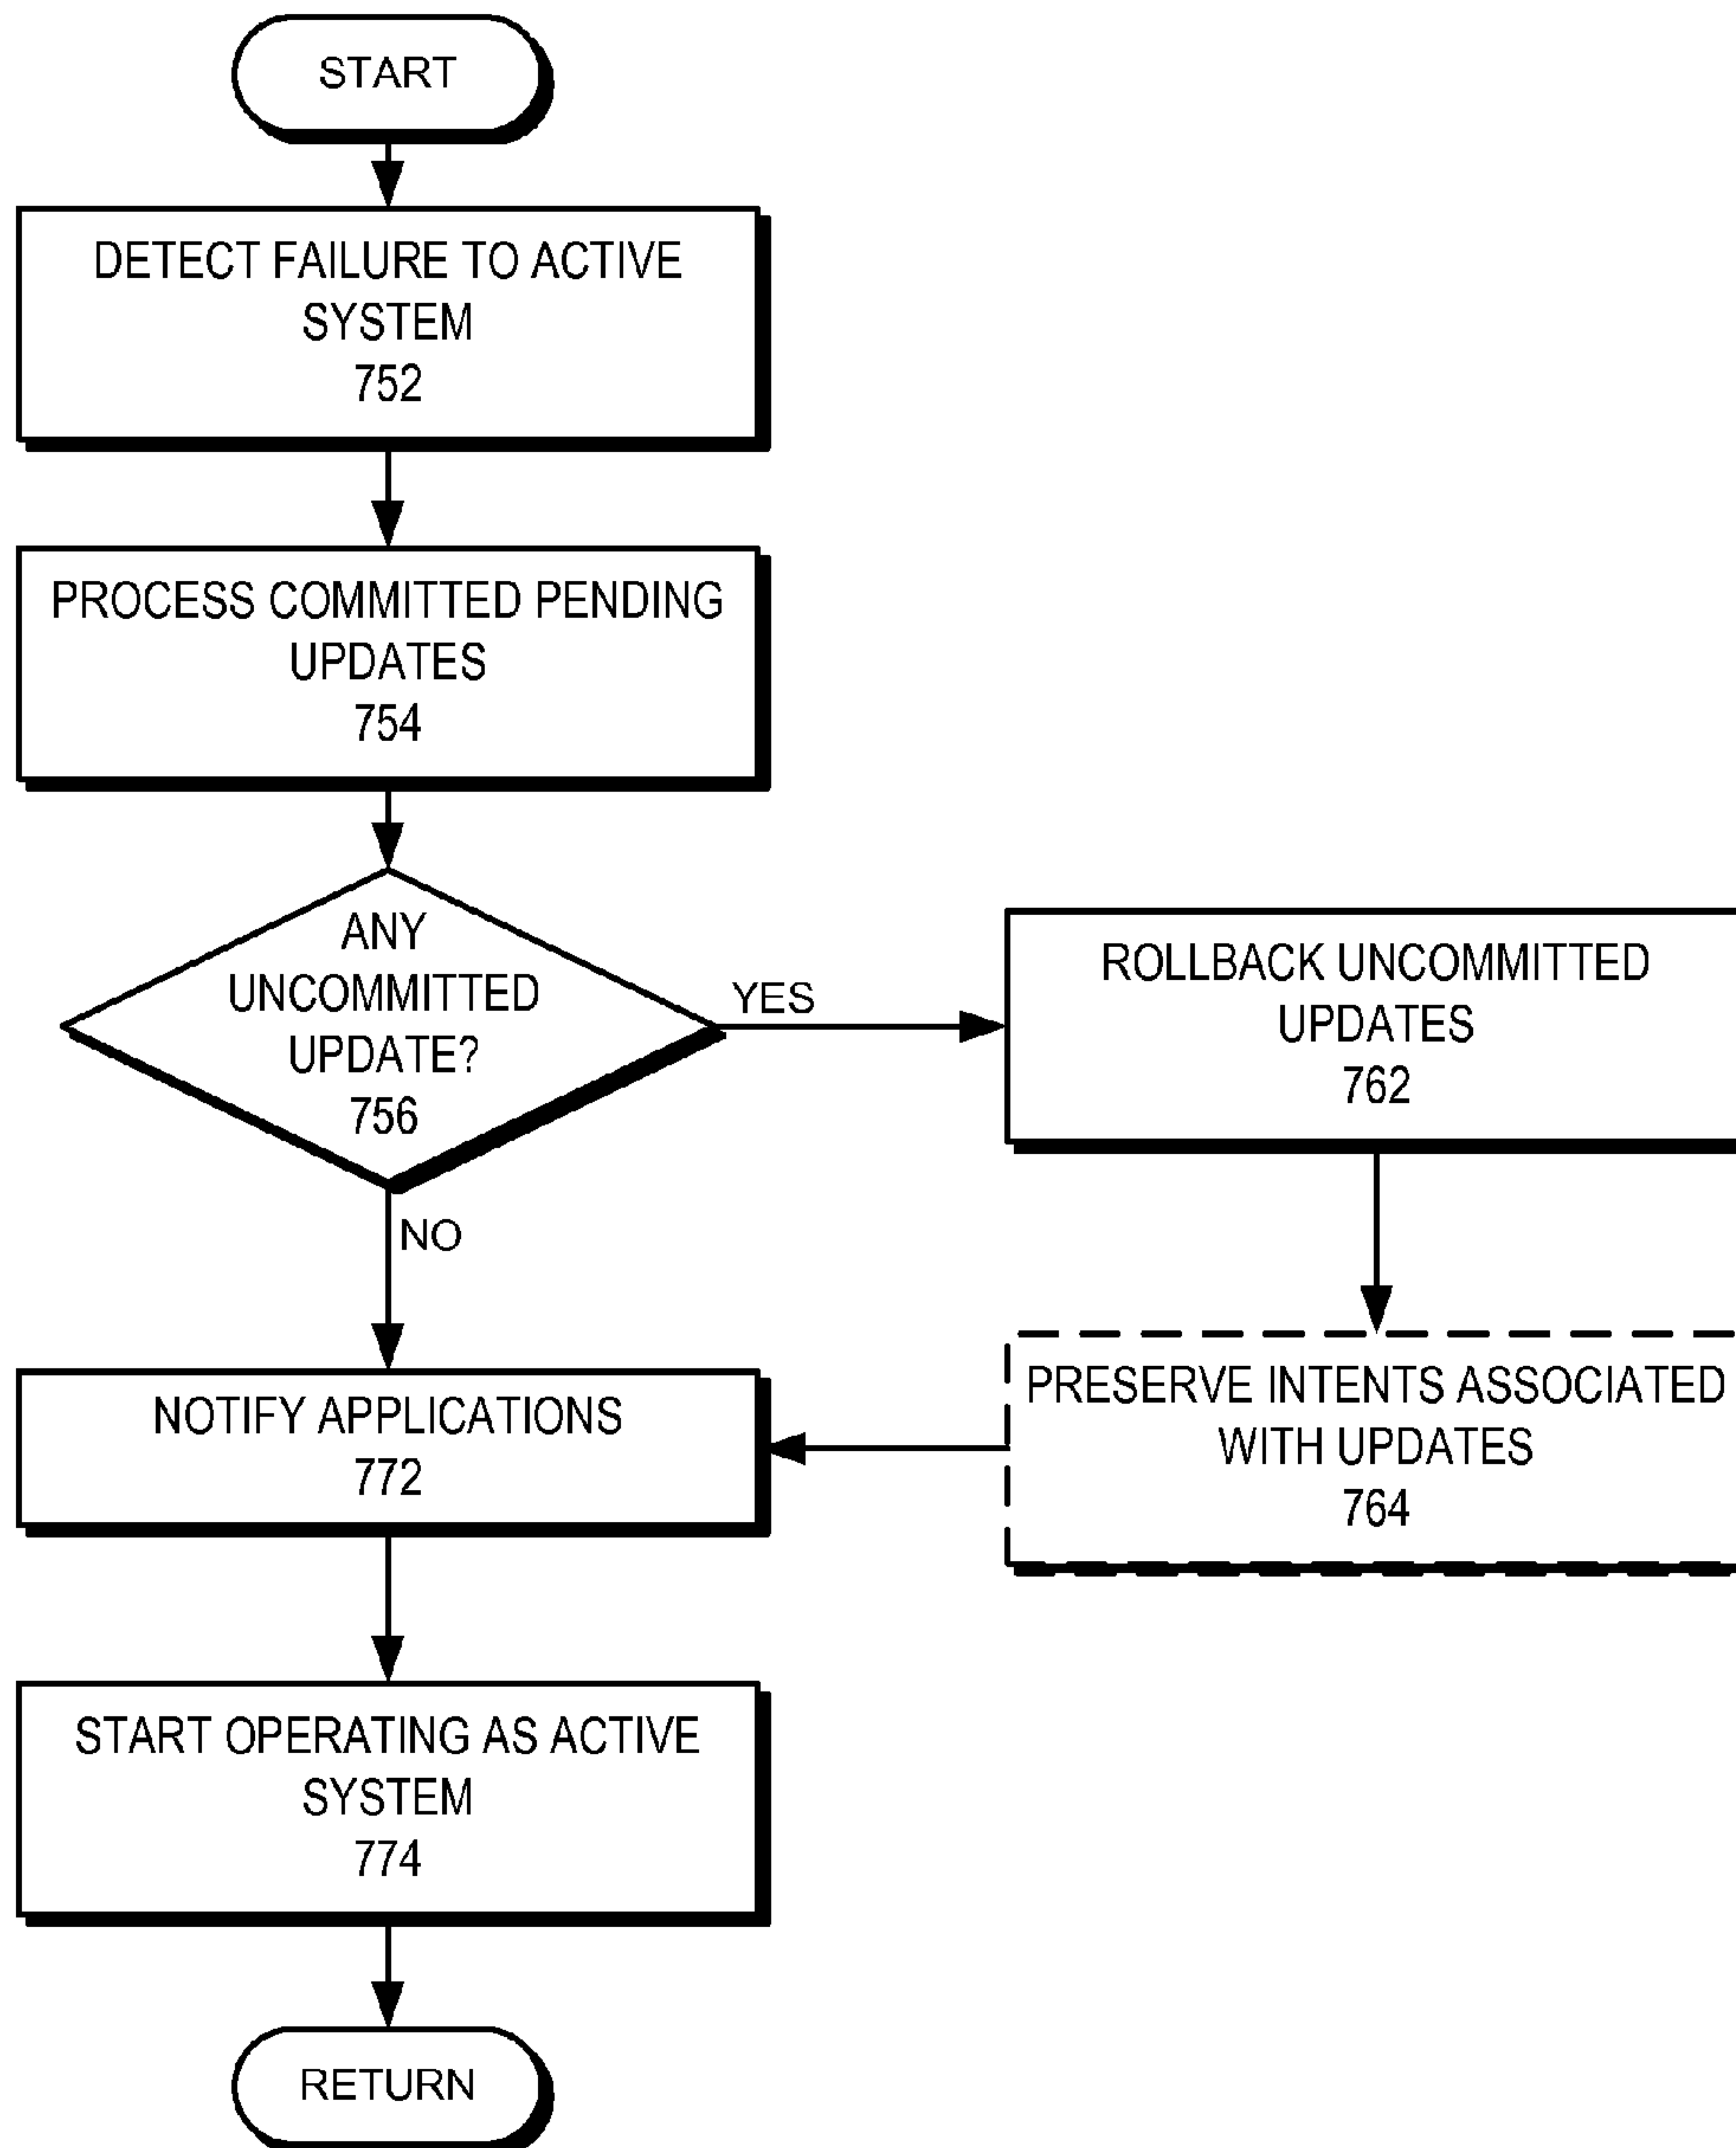 START
DETECT FAILURE TO ACTIVE
SYSTEM
752
PROCESS COMMITTED PENDING
UPDATES
754
ANY
UNCOMMITTED
UPDATE?
756
YES
ROLLBACK UNCOMMITTED
UPDATES
762
NO
PRESERVE INTENTS ASSOCIATED
WITH UPDATES
764
NOTIFY APPLICATIONS
772
START OPERATING AS ACTIVE
SYSTEM
774
RETURN